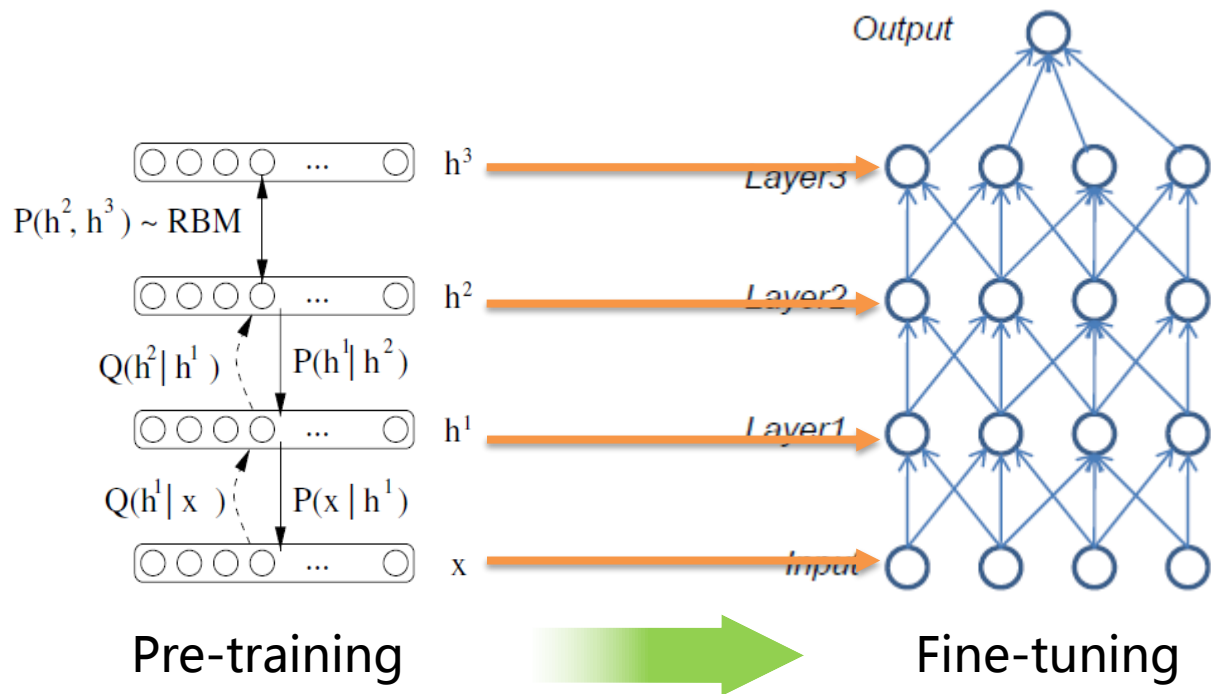 Output
h³
Layer3
P(h², h³) ~ RBM
...
h²
Layer2
Q(h²| h¹)
P(h¹| h²)
...
h¹
Layer1
Q(h¹| x )
P(x | h¹)
...
x
Input
...
Pre-training
Fine-tuning